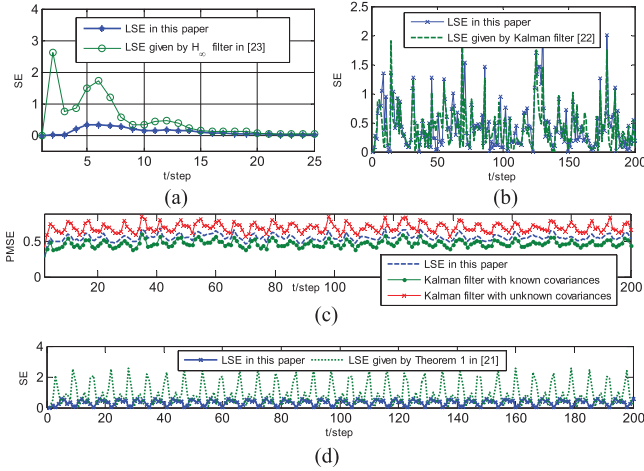 4
3
2
1
0
SE
LSE in this paper
LSE given by H∞ filter in [23]
5 10 15 20 25
t/step
(a)
2.5
2
1.5
1
0.5
0
SE
LSE in this paper
LSE given by Kalman filter [22]
0 50 100 150 200
t/step
(b)
PMSE
0.5
20 40 60 80 t/step 100 200
LSE in this paper
Kalman filter with known covariances
Kalman filter with unknown covariances
(c)
4
2
0
SE
LSE in this paper LSE given by Theorem 1 in [21]
0 20 40 60 80 100 120 140 160 180 200
t/step
(d)